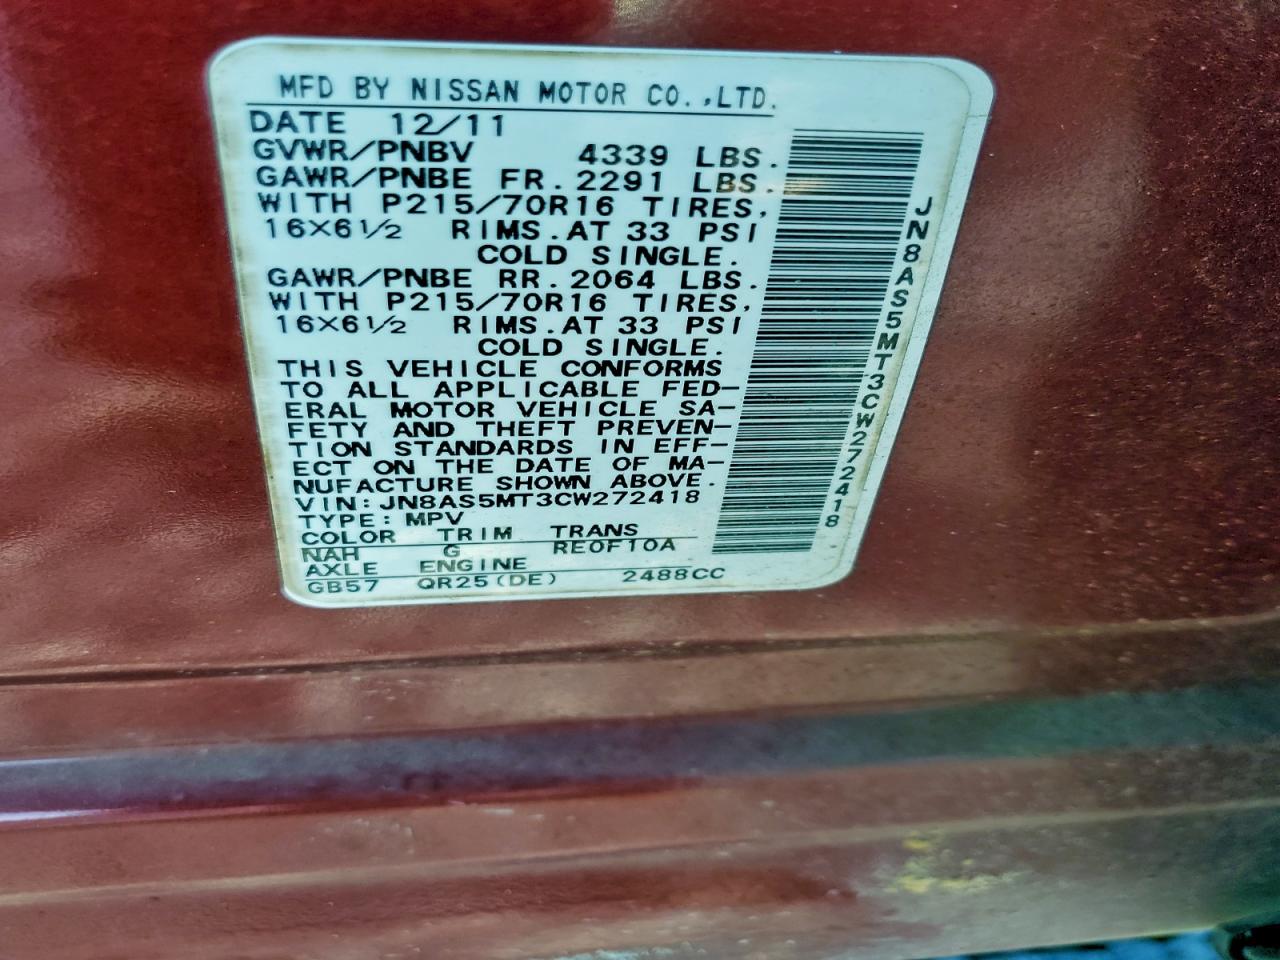 MFD BY NISSAN MOTOR CO.,LTD.
DATE 12/11
GVWR/PNBV 4339 LBS.
GAWR/PNBE FR.2291 LBS.
WITH P215/70R16 TIRES,
16X6½ RIMS.AT 33 PSI
COLD SINGLE.
GAWR/PNBE RR.2064 LBS.
WITH P215/70R16 TIRES,
16X6½ RIMS.AT 33 PSI
COLD SINGLE.
THIS VEHICLE CONFORMS
TO ALL APPLICABLE FED-
ERAL MOTOR VEHICLE SA-
FETY AND THEFT PREVEN-
TION STANDARDS IN EFF-
ECT ON THE DATE OF MA-
NUFACTURE SHOWN ABOVE.
VIN:JN8AS5MT3CW272418
TYPE:MPV
COLOR TRIM TRANS
NAH G RE0F10A
AXLE ENGINE
GB57 QR25(DE) 2488CC
JN8AS5MT3CW272418